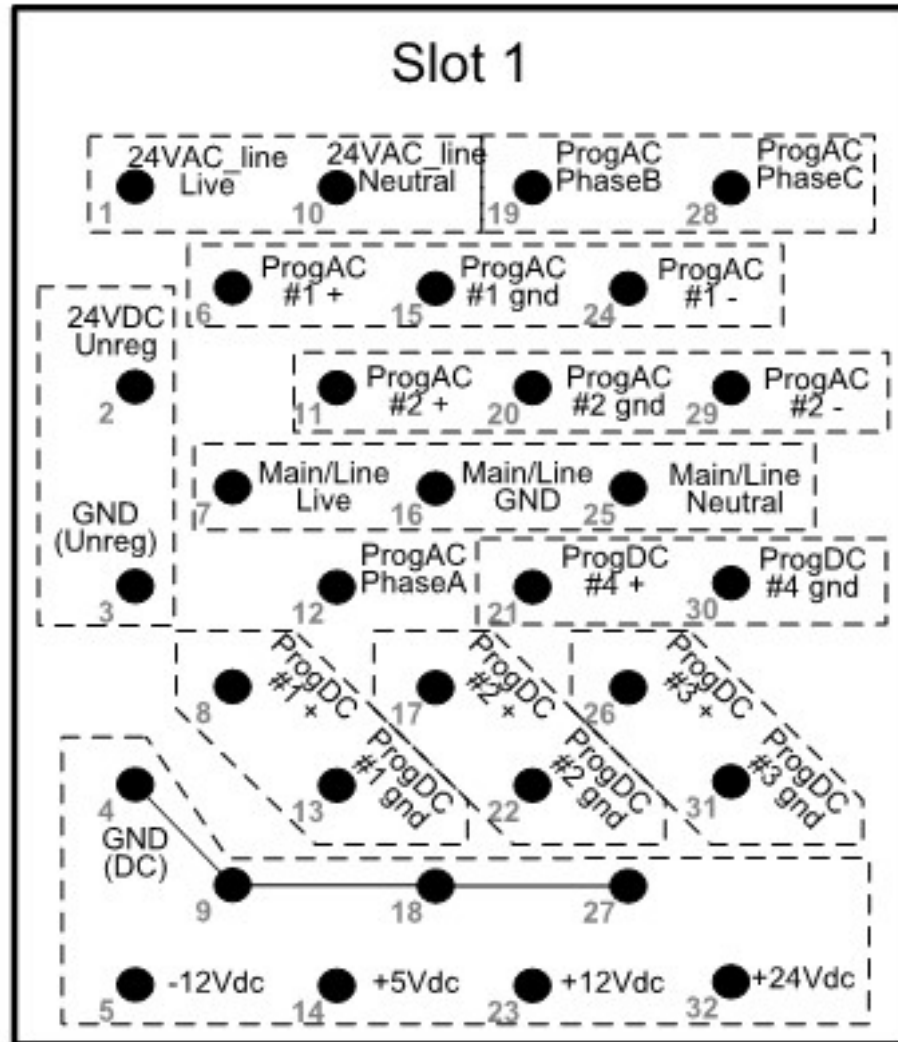 Slot 1
24VAC_line
Live
1
24VAC_line
Neutral
10
ProgAC
PhaseB
19
ProgAC
PhaseC
28
ProgAC
#1 +
6
ProgAC
#1 gnd
15
ProgAC
#1 -
24
24VDC
Unreg
2
ProgAC
#2 +
11
ProgAC
#2 gnd
20
ProgAC
#2 -
29
Main/Line
Live
7
Main/Line
GND
16
Main/Line
Neutral
25
GND
(Unreg)
3
ProgAC
PhaseA
12
ProgDC
#4 +
21
ProgDC
#4 gnd
30
ProgDC
#1 +
8
ProgDC
#2 +
17
ProgDC
#3 +
26
ProgDC
#1 gnd
13
ProgDC
#2 gnd
22
ProgDC
#3 gnd
31
4
GND
(DC)
9
18
27
-12Vdc
5
+5Vdc
14
+12Vdc
23
+24Vdc
32